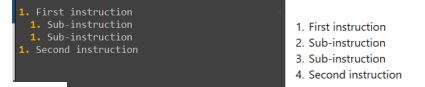 1. First instruction
1. Sub-instruction
1. Sub-instruction
1. Second instruction
1. First instruction
2. Sub-instruction
3. Sub-instruction
4. Second instruction